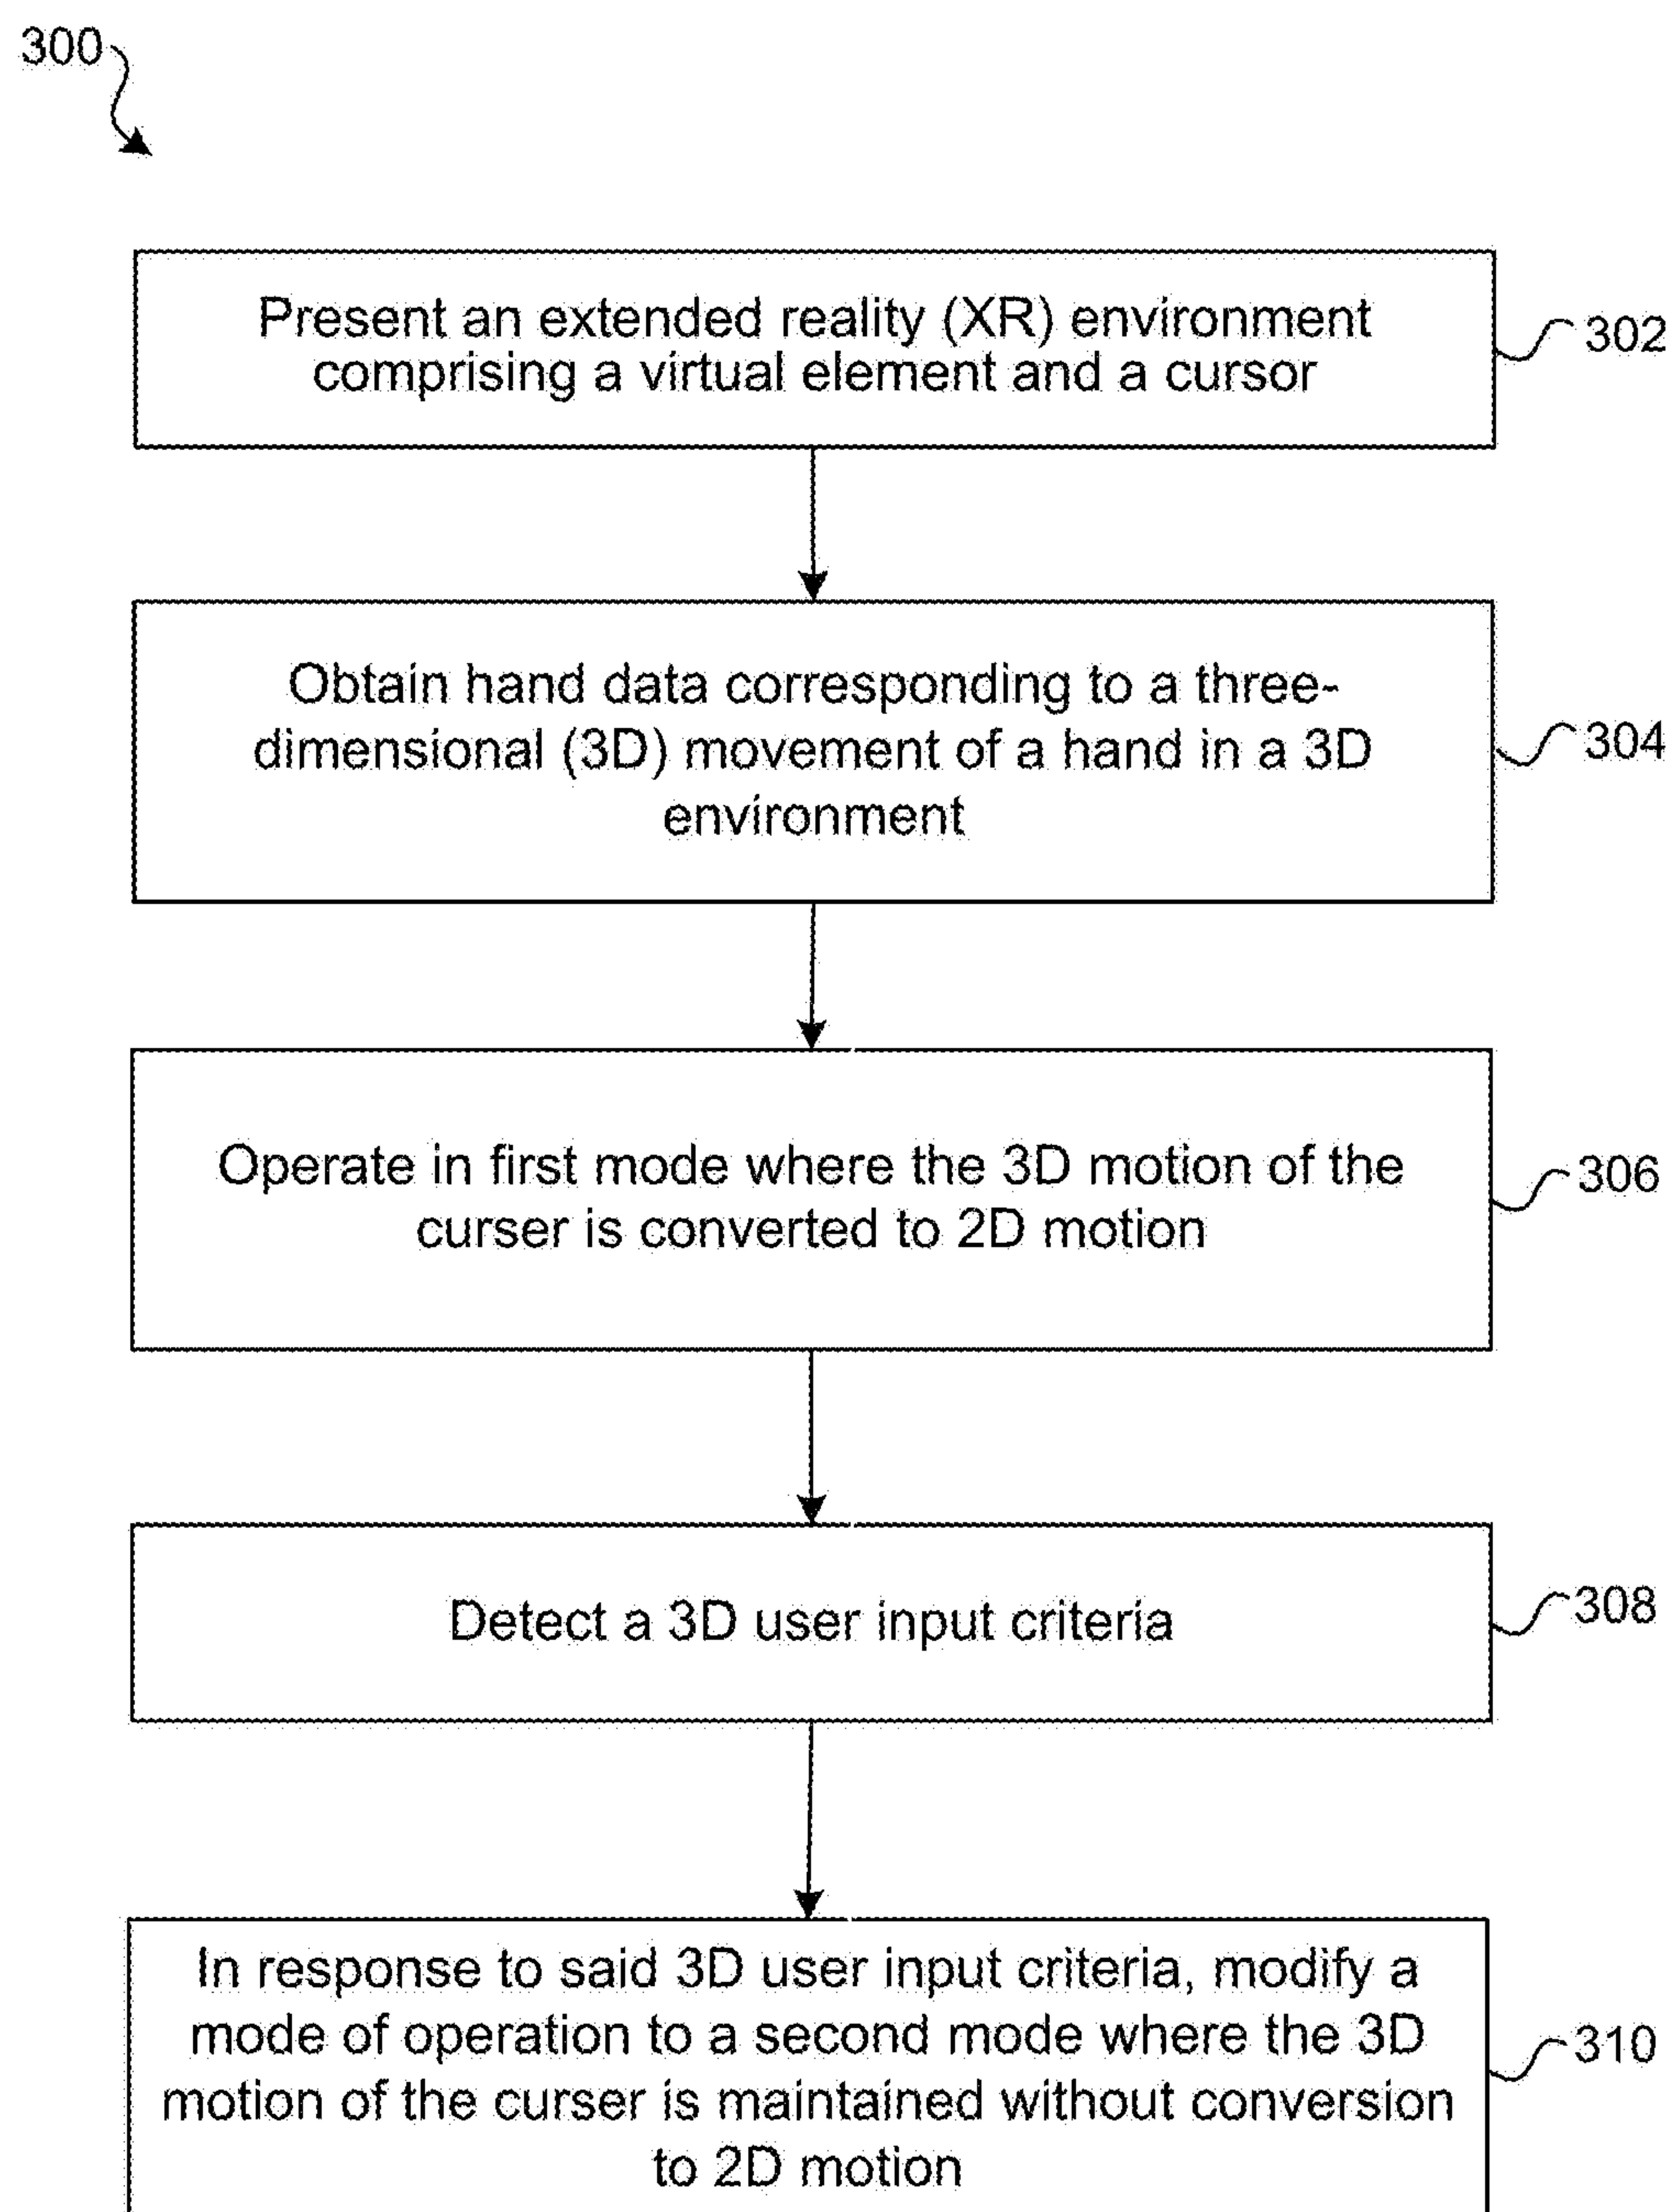 300
Present an extended reality (XR) environment
comprising a virtual element and a cursor
302
Obtain hand data corresponding to a three-
dimensional (3D) movement of a hand in a 3D
environment
304
Operate in first mode where the 3D motion of the
curser is converted to 2D motion
306
Detect a 3D user input criteria
308
In response to said 3D user input criteria, modify a
mode of operation to a second mode where the 3D
motion of the curser is maintained without conversion
to 2D motion
310